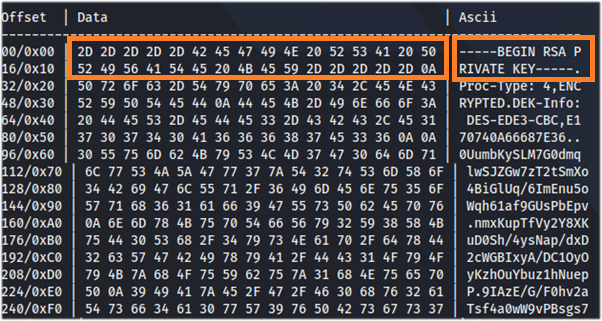 Offset | Data | Ascii
00/0x00 | 2D 2D 2D 2D 2D 42 45 47 49 4E 20 52 53 41 20 50 | -----BEGIN RSA P
16/0x10 | 52 49 56 41 54 45 20 4B 45 59 2D 2D 2D 2D 2D 0A | RIVATE KEY-----.
32/0x20 | 50 72 6F 63 2D 54 79 70 65 3A 20 34 2C 45 4E 43 | Proc-Type: 4,ENC
48/0x30 | 52 59 50 54 45 44 0A 44 45 4B 2D 49 6E 66 6F 3A | RYPTED.DEK-Info:
64/0x40 | 20 44 45 53 2D 45 44 45 33 2D 43 42 43 2C 45 31 |  DES-EDE3-CBC,E1
80/0x50 | 37 30 37 34 30 41 36 36 36 38 37 45 33 36 0A 0A | 70740A66687E36..
96/0x60 | 30 55 75 6D 62 4B 79 53 4C 4D 37 47 30 64 6D 71 | 0UumbKySLM7G0dmq
112/0x70 | 6C 77 53 4A 5A 47 77 37 7A 54 32 74 53 6D 58 6F | lwSJZGw7zT2tSmXo
128/0x80 | 34 42 69 47 6C 55 71 2F 36 49 6D 45 6E 75 35 6F | 4BiGlUq/6ImEnu5o
144/0x90 | 57 71 68 36 31 61 66 39 47 55 73 50 62 45 70 76 | Wqh61af9GUsPbEpv
160/0xA0 | 0A 6E 6D 78 4B 75 70 54 66 56 79 32 59 38 58 4B | .nmxKupTfVy2Y8XK
176/0xB0 | 75 44 30 53 68 2F 34 79 73 4E 61 70 2F 64 78 44 | uD0Sh/4ysNap/dxD
192/0xC0 | 32 63 57 47 42 49 78 79 41 2F 44 43 31 4F 79 4F | 2cWGBIxyA/DC1OyO
208/0xD0 | 79 4B 7A 68 4F 75 59 62 75 7A 31 68 4E 75 65 70 | yKzhOuYbuz1hNuep
224/0xE0 | 50 0A 39 49 41 7A 45 2F 47 2F 46 30 68 76 32 61 | P.9IAzE/G/F0hv2a
240/0xF0 | 54 73 66 34 61 30 77 57 39 76 50 42 73 67 73 37 | Tsf4a0wW9vPBsgs7